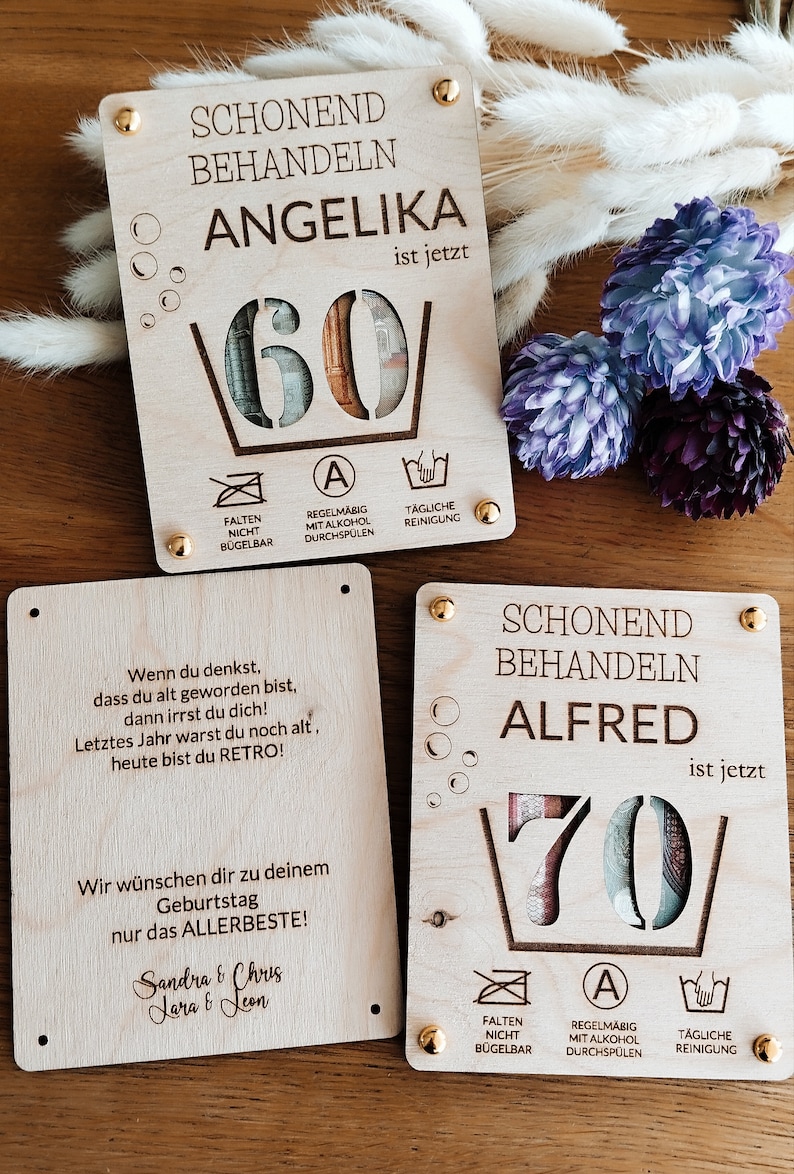 SCHONEND
BEHANDELN
ANGELIKA
ist jetzt
60
FALTEN
NICHT
BÜGELBAR
A
REGELMÄßIG
MIT ALKOHOL
DURCHSPÜLEN
TÄGLICHE
REINIGUNG
Wenn du denkst,
dass du alt geworden bist,
dann irrst du dich!
Letztes Jahr warst du noch alt ,
heute bist du RETRO!
Wir wünschen dir zu deinem
Geburtstag
nur das ALLERBESTE!
Sandra & Chris
Lara & Leon
SCHONEND
BEHANDELN
ALFRED
ist jetzt
70
FALTEN
NICHT
BÜGELBAR
A
REGELMÄßIG
MIT ALKOHOL
DURCHSPÜLEN
TÄGLICHE
REINIGUNG